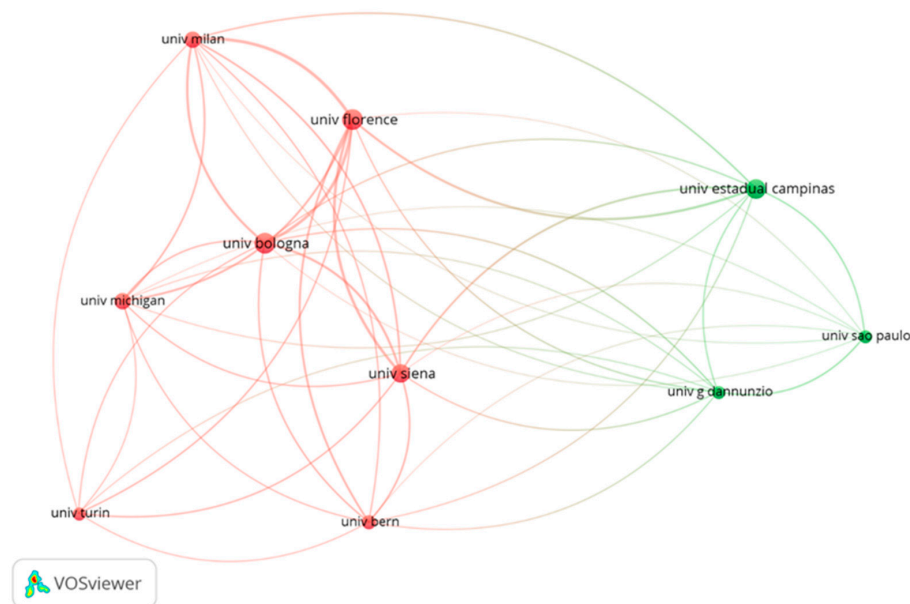 univ milan
univ florence
univ estadual campinas
univ bologna
univ michigan
univ sao paulo
univ siena
univ g dannunzio
univ turin
univ bern
VOSviewer